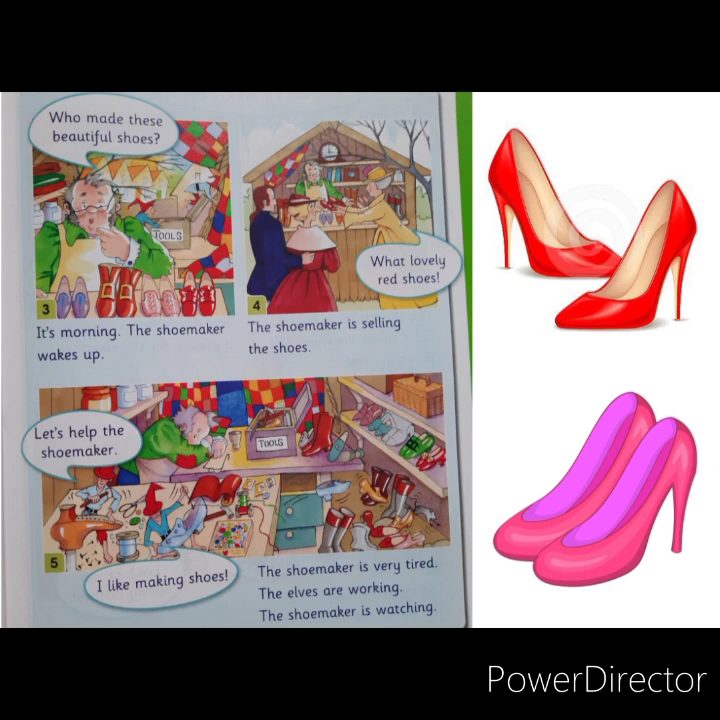 Who made these
beautiful shoes?
TOOLS
3
It's morning. The shoemaker
wakes up.
What lovely
red shoes!
4
The shoemaker is selling
the shoes.
Let's help the
shoemaker.
TOOLS
5
I like making shoes!
The shoemaker is very tired.
The elves are working.
The shoemaker is watching.
PowerDirector